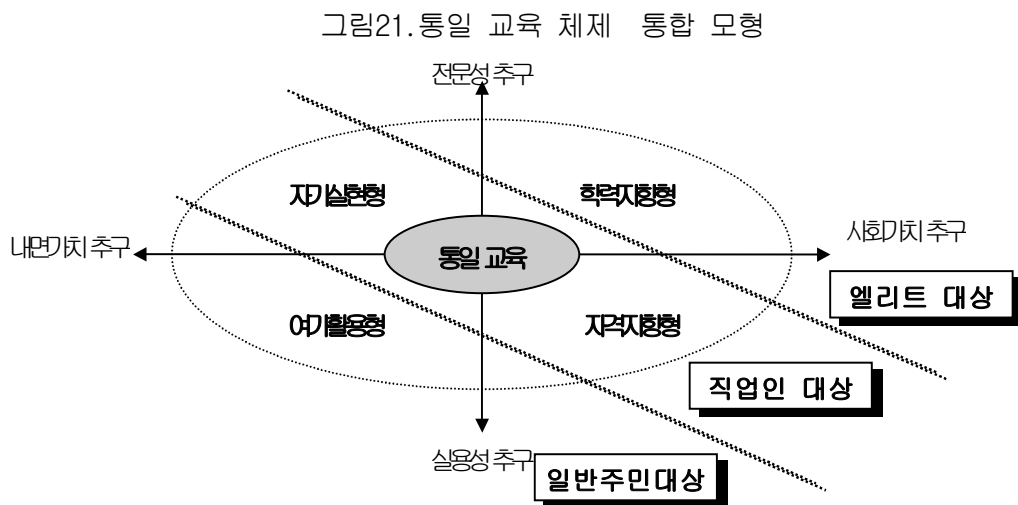 그림21.통일 교육 체제 통합 모형
전문성 추구
자기실현형
학력지향형
내면가치 추구
통일 교육
사회가치 추구
엘리트 대상
여가활용형
자격지향형
직업인 대상
실용성 추구
일반주민대상